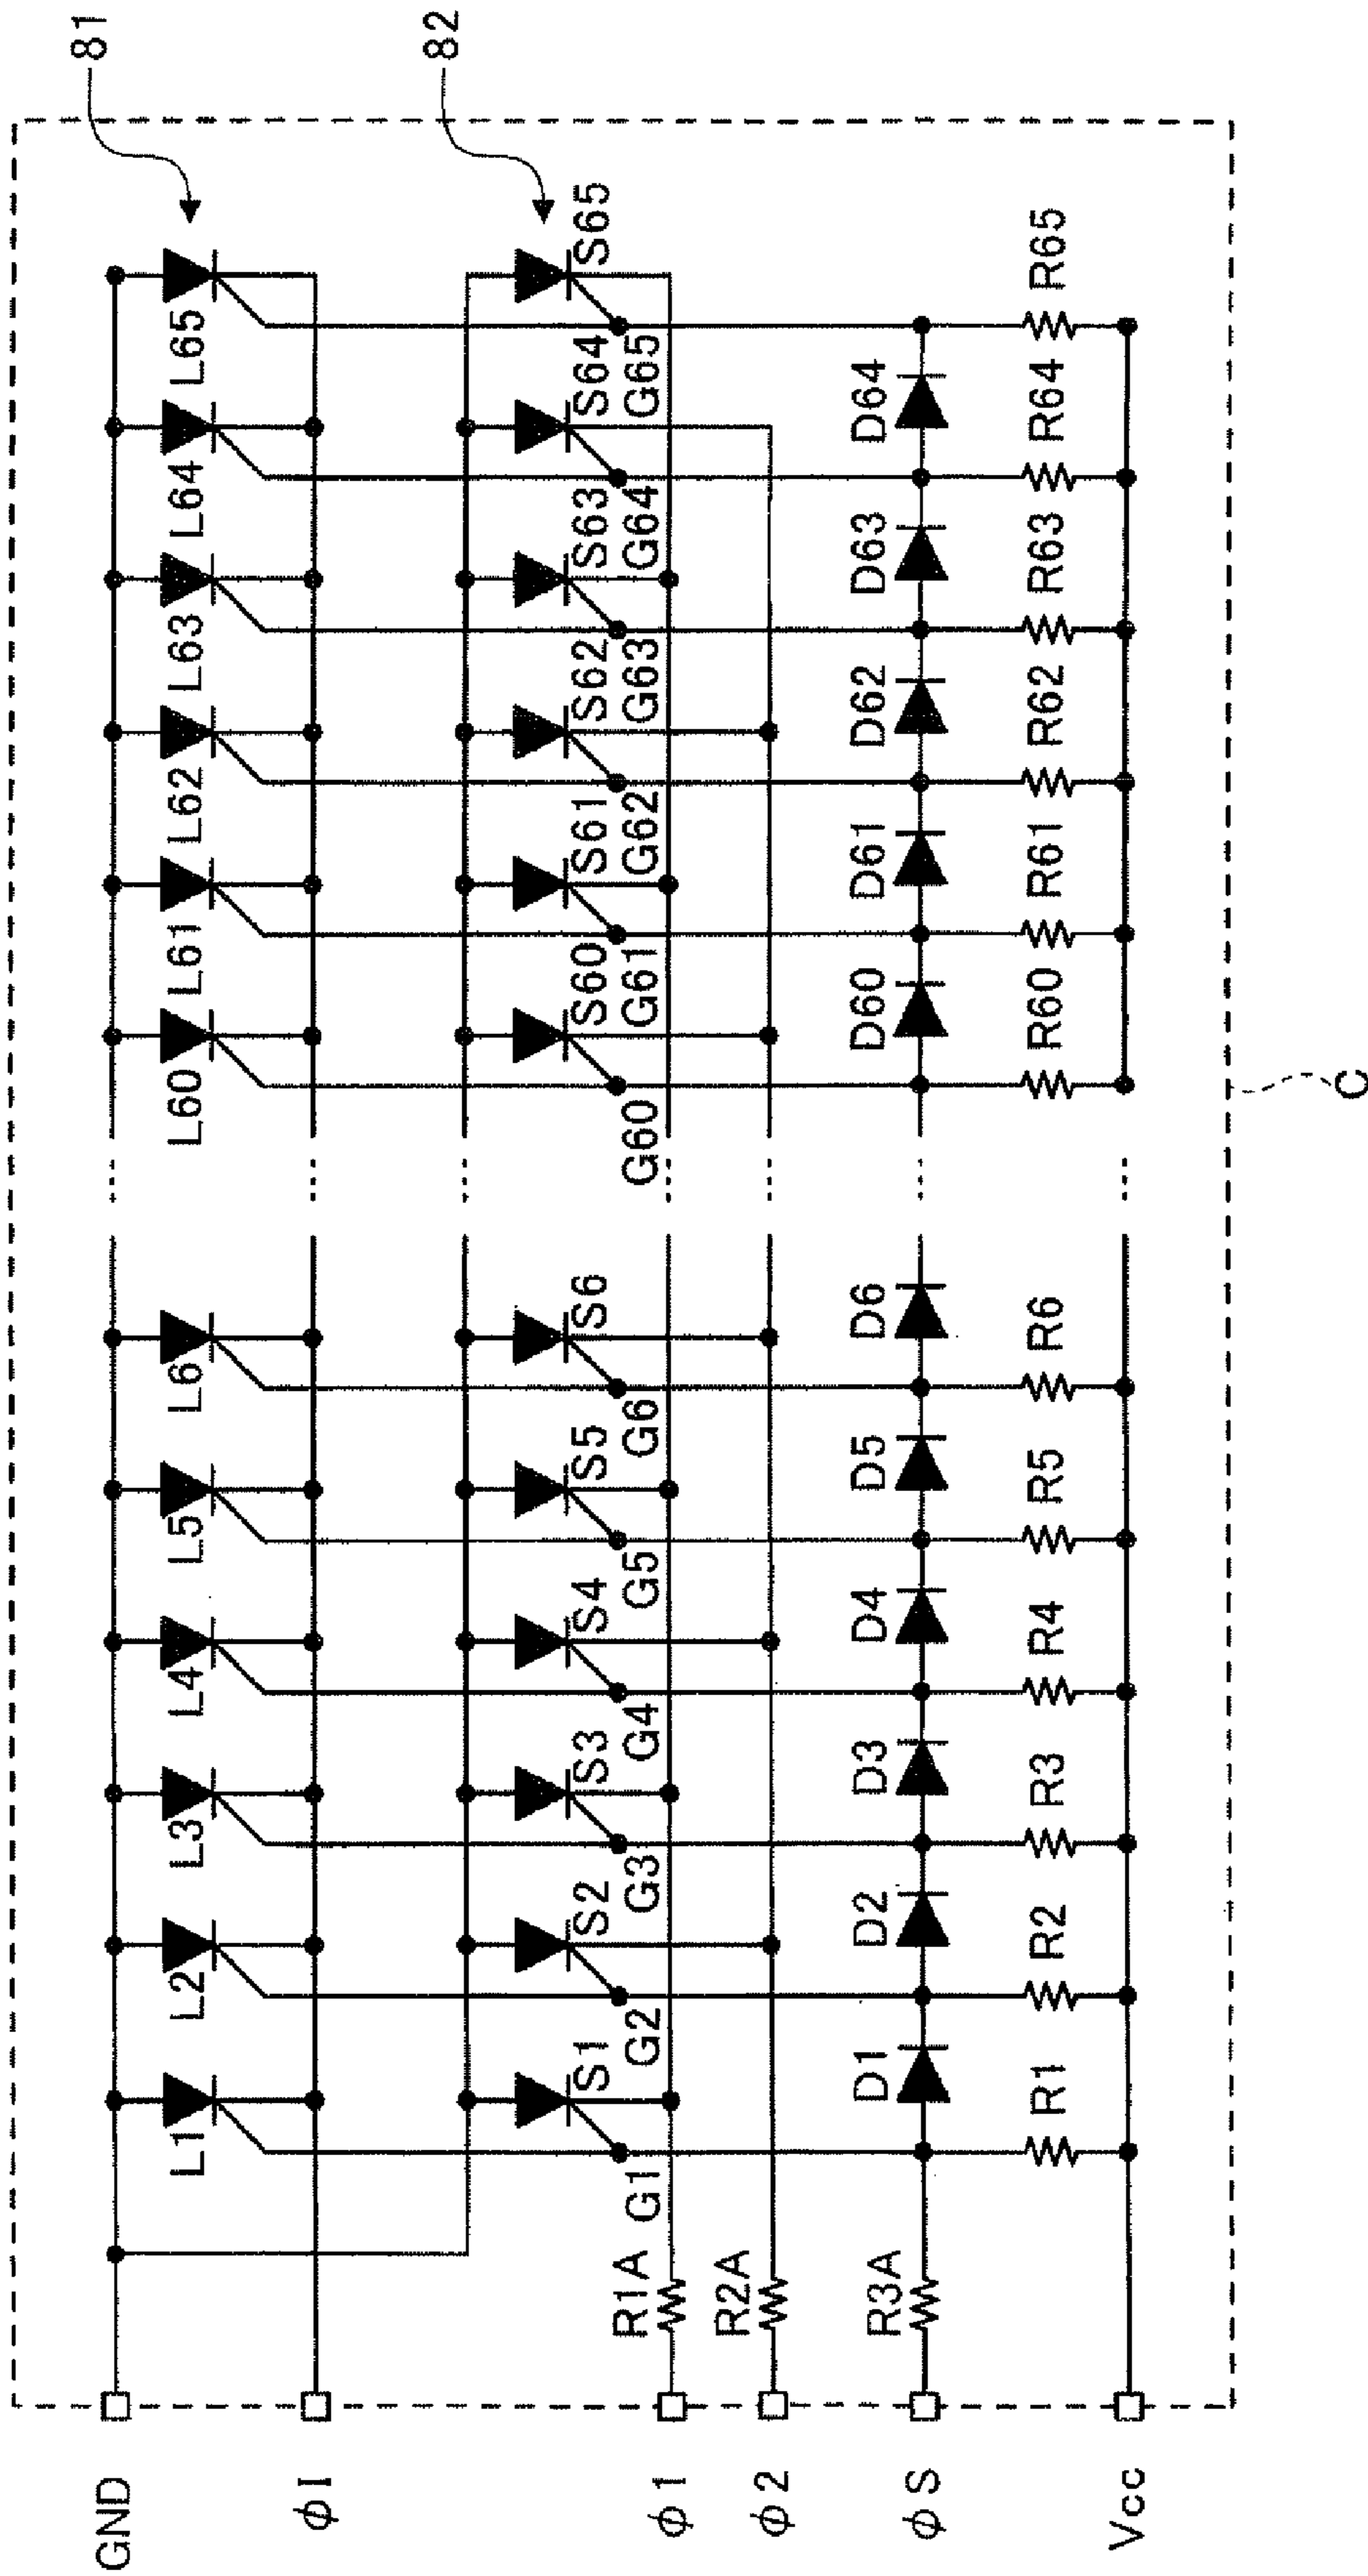 81
82
GND
φI
φ1
φ2
φS
Vcc
L1 L2 L3 L4 L5 L6 ... L60 L61 L62 L63 L64 L65
S1 S2 S3 S4 S5 S6 S60 S61 S62 S63 S64 S65
G1 G2 G3 G4 G5 G6 ... G60 G61 G62 G63 G64 G65
R1A
R2A
R3A
D1 D2 D3 D4 D5 D6 ... D60 D61 D62 D63 D64
R1 R2 R3 R4 R5 R6 ... R60 R61 R62 R63 R64 R65
C